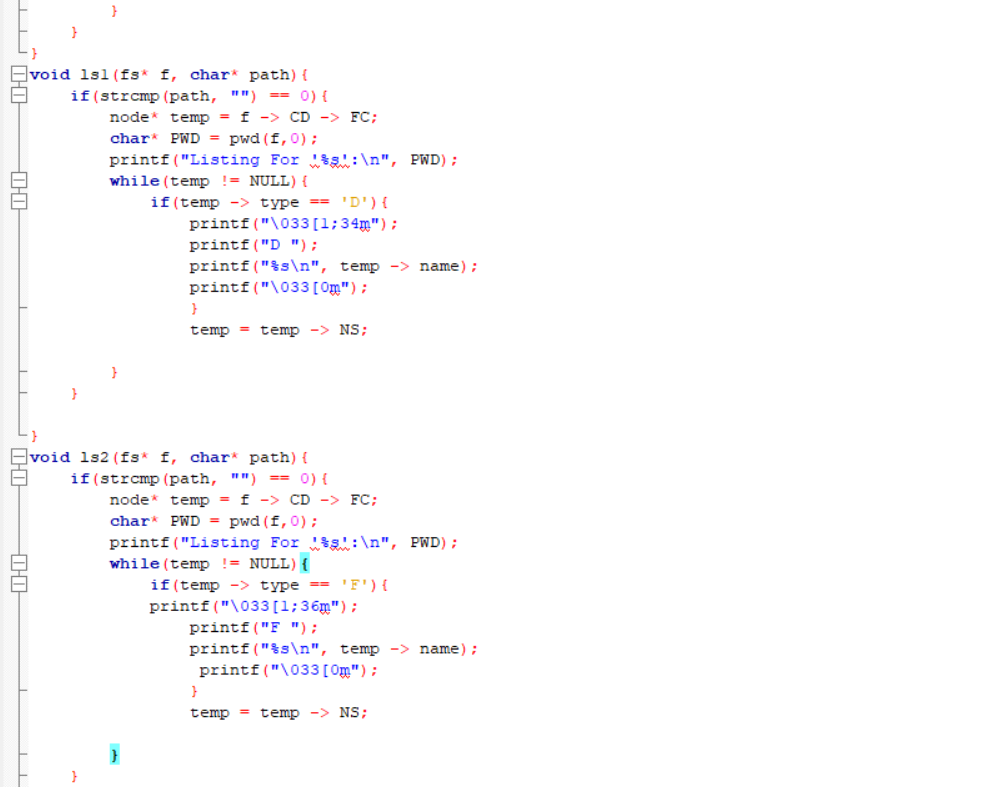 }
    }
}
void ls1(fs* f, char* path){
    if(strcmp(path, "") == 0){
        node* temp = f -> CD -> FC;
        char* PWD = pwd(f,0);
        printf("Listing For '%s':\n", PWD);
        while(temp != NULL){
            if(temp -> type == 'D'){
                printf("\033[1;34m");
                printf("D ");
                printf("%s\n", temp -> name);
                printf("\033[0m");
                }
                temp = temp -> NS;
        }
    }
}
void ls2(fs* f, char* path){
    if(strcmp(path, "") == 0){
        node* temp = f -> CD -> FC;
        char* PWD = pwd(f,0);
        printf("Listing For '%s':\n", PWD);
        while(temp != NULL){
            if(temp -> type == 'F'){
            printf("\033[1;36m");
                printf("F ");
                printf("%s\n", temp -> name);
                 printf("\033[0m");
                }
                temp = temp -> NS;
        }
    }